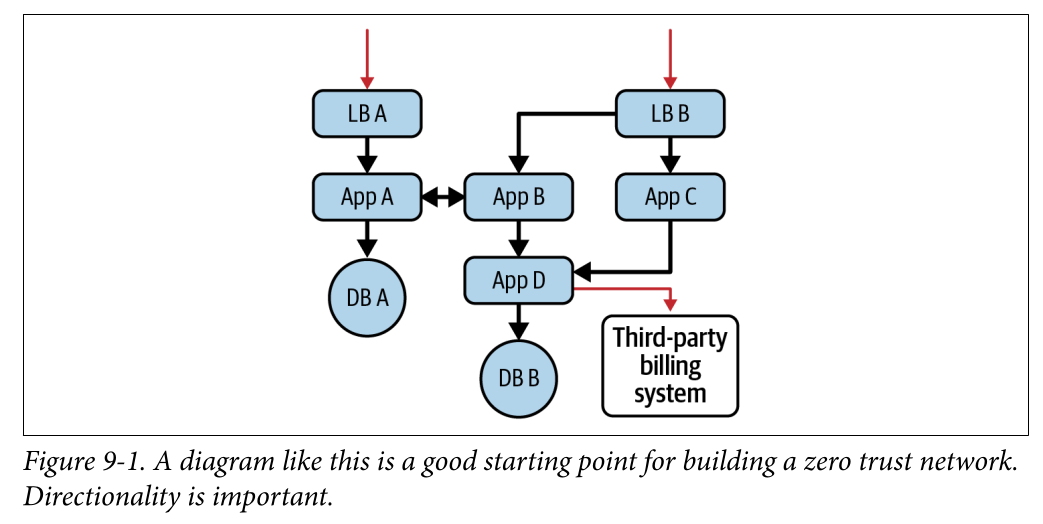 LB A
LB B
App A
App B
App C
App D
DB A
Third-party
billing
system
DB B
Figure 9-1. A diagram like this is a good starting point for building a zero trust network.
Directionality is important.